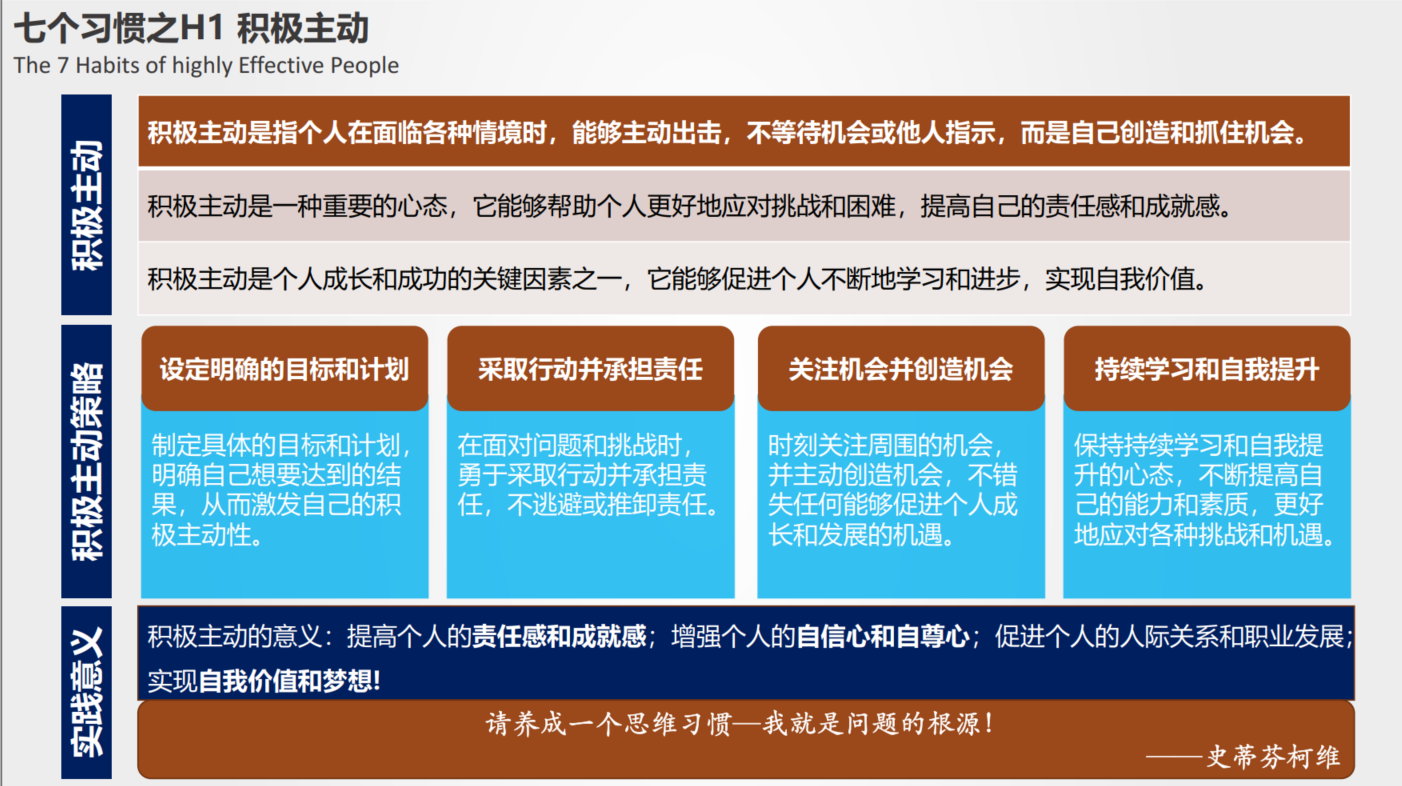 七个习惯之H1 积极主动
The 7 Habits of highly Effective People
积极主动
积极主动是指个人在面临各种情境时，能够主动出击，不等待机会或他人指示，而是自己创造和抓住机会。
积极主动是一种重要的心态，它能够帮助个人更好地应对挑战和困难，提高自己的责任感和成就感。
积极主动是个人成长和成功的关键因素之一，它能够促进个人不断地学习和进步，实现自我价值。
积极主动策略
设定明确的目标和计划
制定具体的目标和计划，
明确自己想要达到的结
果，从而激发自己的积
极主动性。
采取行动并承担责任
在面对问题和挑战时，
勇于采取行动并承担责
任，不逃避或推卸责任。
关注机会并创造机会
时刻关注周围的机会，
并主动创造机会，不错
失任何能够促进个人成
长和发展的机遇。
持续学习和自我提升
保持持续学习和自我提
升的心态，不断提高自
己的能力和素质，更好
地应对各种挑战和机遇。
实践意义
积极主动的意义：提高个人的责任感和成就感；增强个人的自信心和自尊心；促进个人的人际关系和职业发展；
实现自我价值和梦想!
请养成一个思维习惯—我就是问题的根源！
——史蒂芬柯维